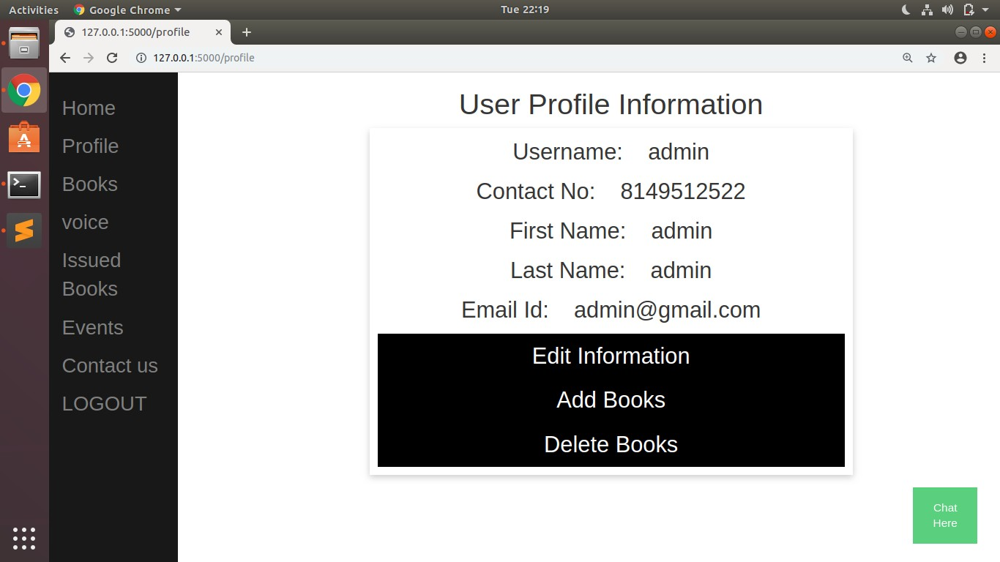 Activities Google Chrome Tue 22:19
127.0.0.1:5000/profile
127.0.0.1:5000/profile
Home
Profile
Books
voice
Issued
Books
Events
Contact us
LOGOUT
User Profile Information
Username: admin
Contact No: 8149512522
First Name: admin
Last Name: admin
Email Id: admin@gmail.com
Edit Information
Add Books
Delete Books
Chat
Here